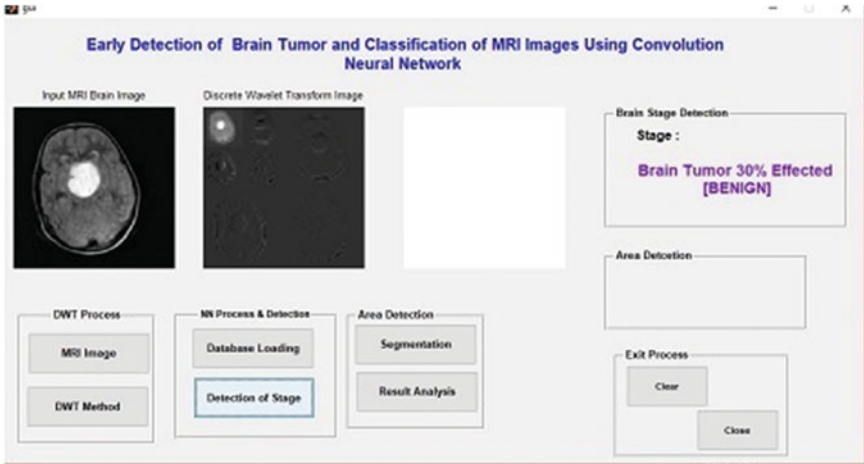 gui
Early Detection of Brain Tumor and Classification of MRI Images Using Convolution
Neural Network
Input MRI Brain Image
Discrete Wavelet Transform Image
Brain Stage Detection
Stage :
Brain Tumor 30% Effected
[BENIGN]
Area Detcetion
DWT Process
MRI Image
DWT Method
NN Process & Detection
Database Loading
Detection of Stage
Area Detection
Segmentation
Result Analysis
Exit Process
Clear
Close